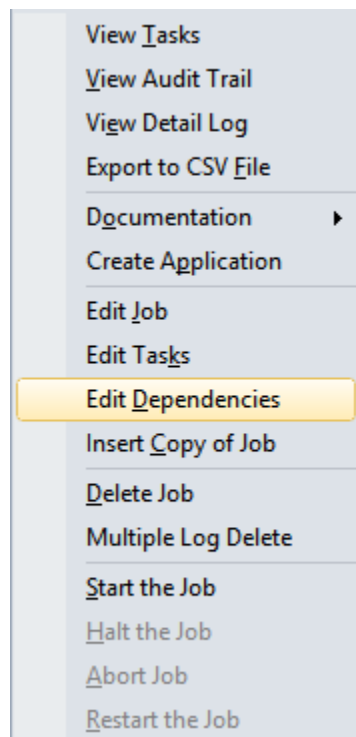 View Tasks
View Audit Trail
View Detail Log
Export to CSV File
Documentation
Create Application
Edit Job
Edit Tasks
Edit Dependencies
Insert Copy of Job
Delete Job
Multiple Log Delete
Start the Job
Halt the Job
Abort Job
Restart the Job